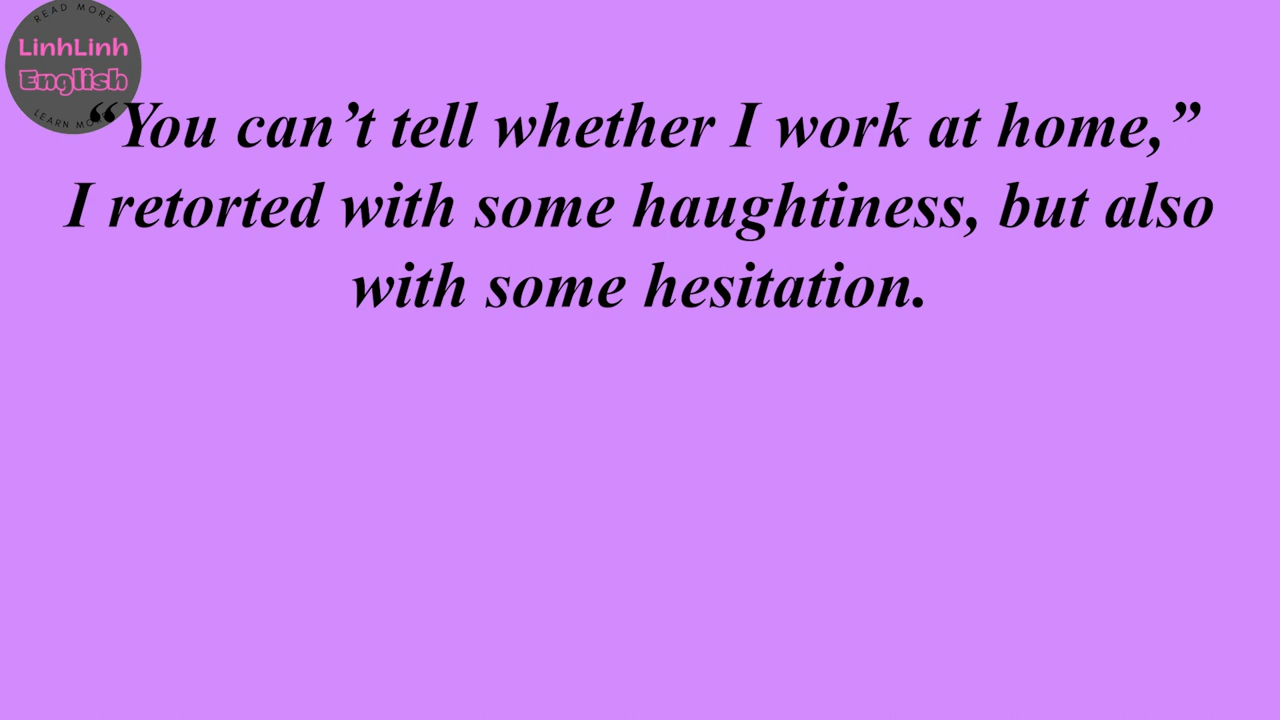 READ MORE
LinhLinh
English
LEARN MORE
“You can’t tell whether I work at home,”
I retorted with some haughtiness, but also
with some hesitation.